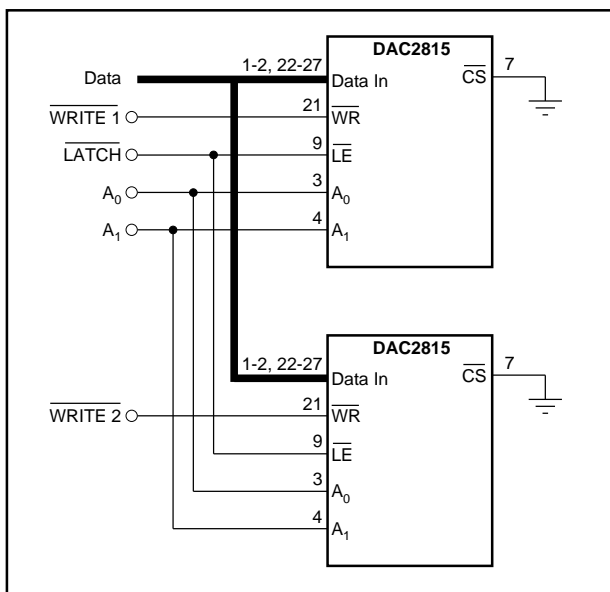 DAC2815
1-2, 22-27
Data
Data In
CS̅ 7
WRITE 1̅ 21 WR̅
LATCH̅ 9 LE̅
A₀ 3 A₀
A₁ 4 A₁
DAC2815
1-2, 22-27
Data In
CS̅ 7
WRITE 2̅ 21 WR̅
9 LE̅
3 A₀
4 A₁